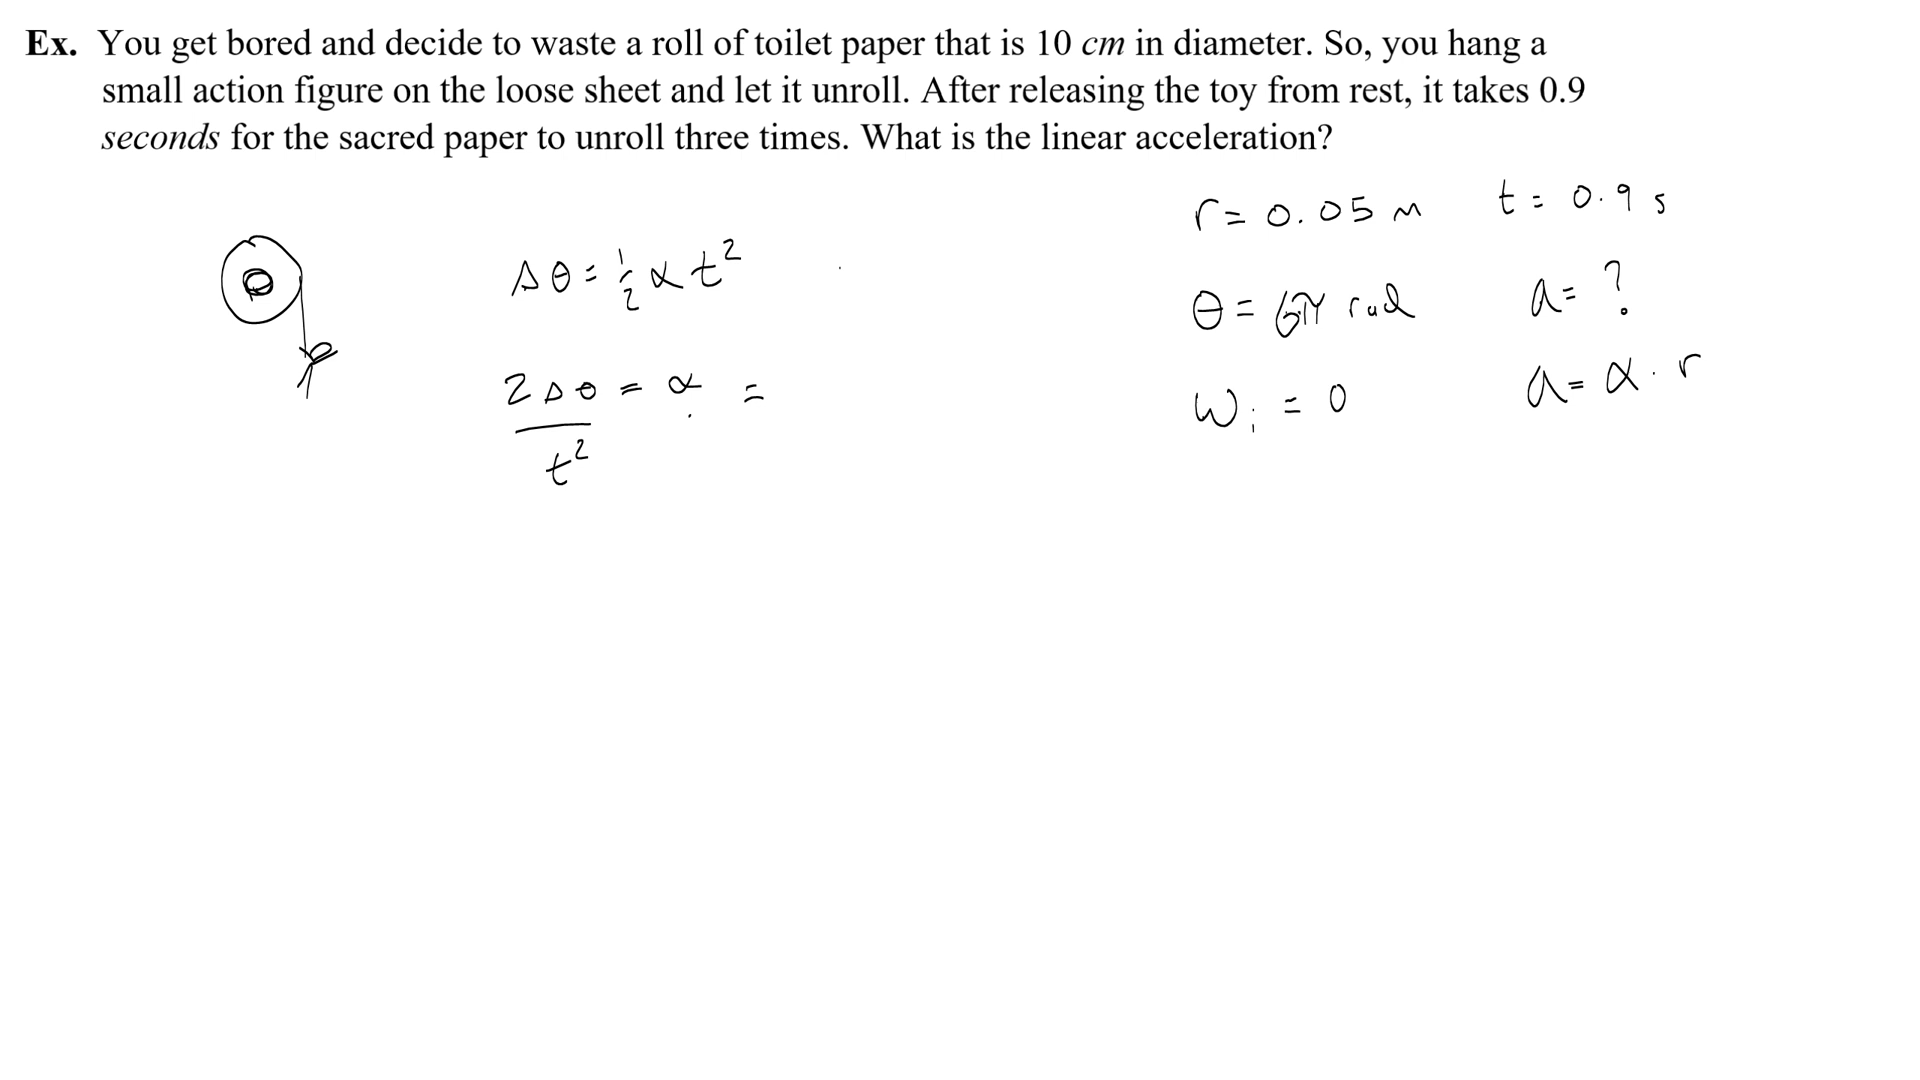 Ex. You get bored and decide to waste a roll of toilet paper that is 10 cm in diameter. So, you hang a
small action figure on the loose sheet and let it unroll. After releasing the toy from rest, it takes 0.9
seconds for the sacred paper to unroll three times. What is the linear acceleration?
r = 0.05 m t = 0.9 s
Δθ = 1/2 α t²
θ = 6π rad a = ?
2Δθ/t² = α =
ωi = 0 a = α · r